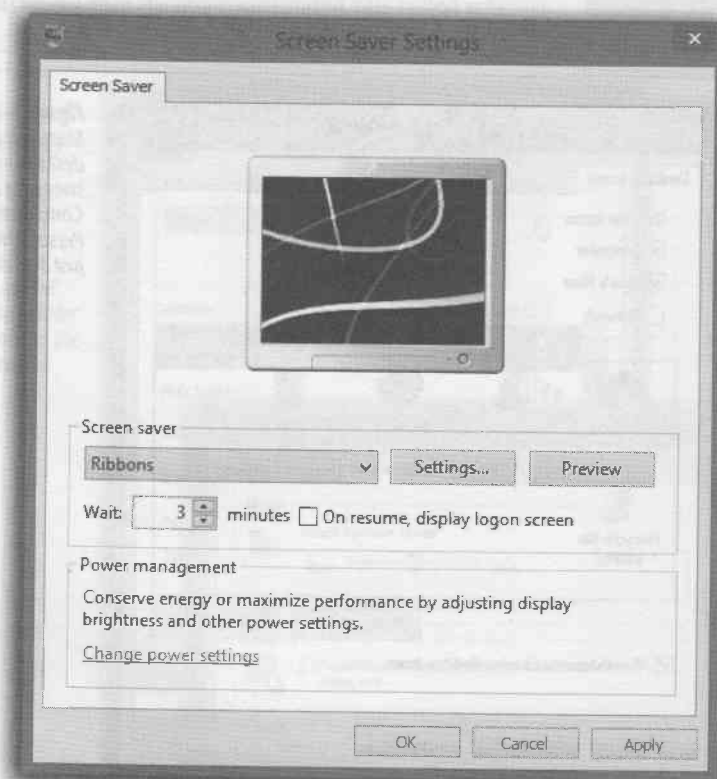 Screen Saver Settings
Screen Saver
Screen saver
Ribbons
Settings...
Preview
Wait: 3 minutes On resume, display logon screen
Power management
Conserve energy or maximize performance by adjusting display
brightness and other power settings.
Change power settings
OK
Cancel
Apply